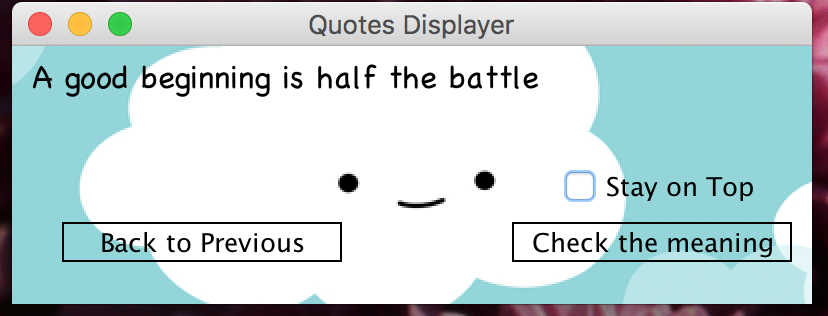 Quotes Displayer
A good beginning is half the battle
Stay on Top
Back to Previous
Check the meaning